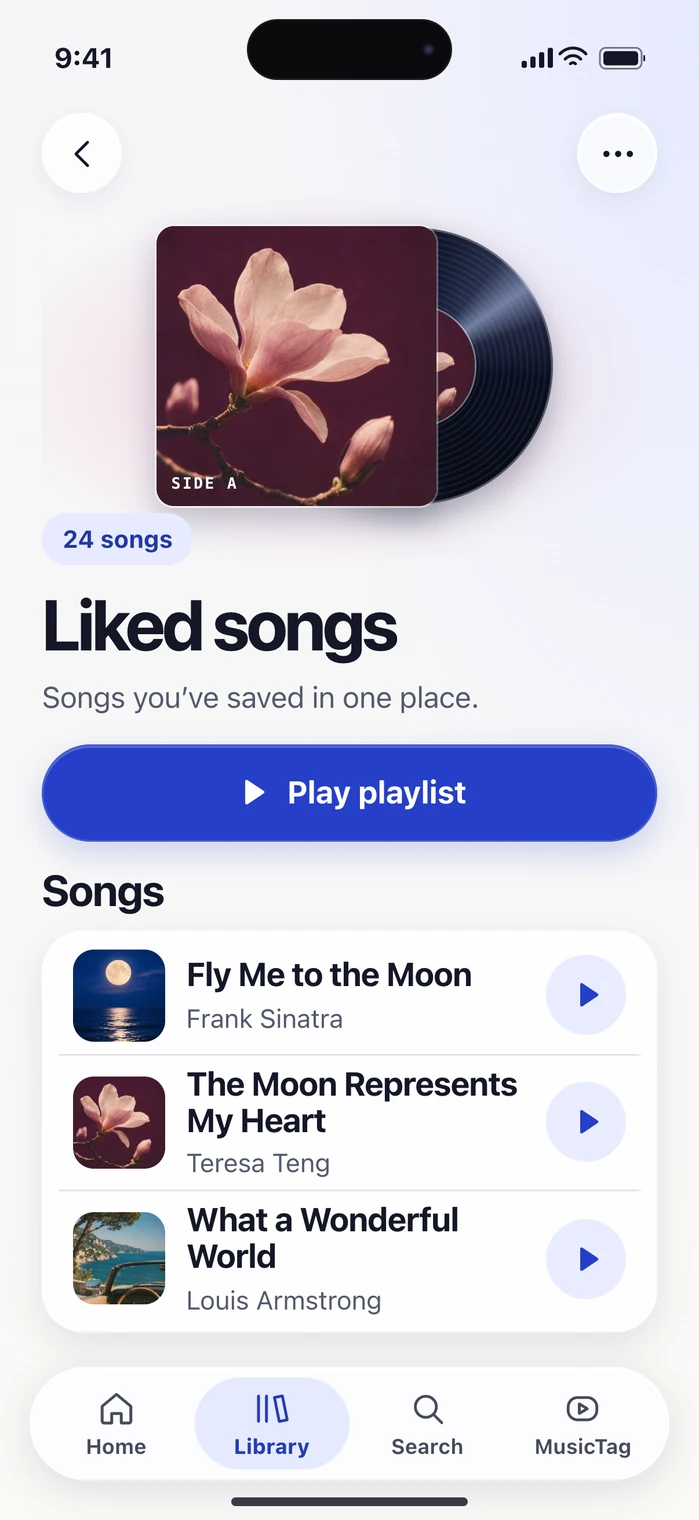 9:41
SIDE A
24 songs
Liked songs
Songs you’ve saved in one place.
Play playlist
Songs
Fly Me to the Moon
Frank Sinatra
The Moon Represents
My Heart
Teresa Teng
What a Wonderful
World
Louis Armstrong
Home
Library
Search
MusicTag